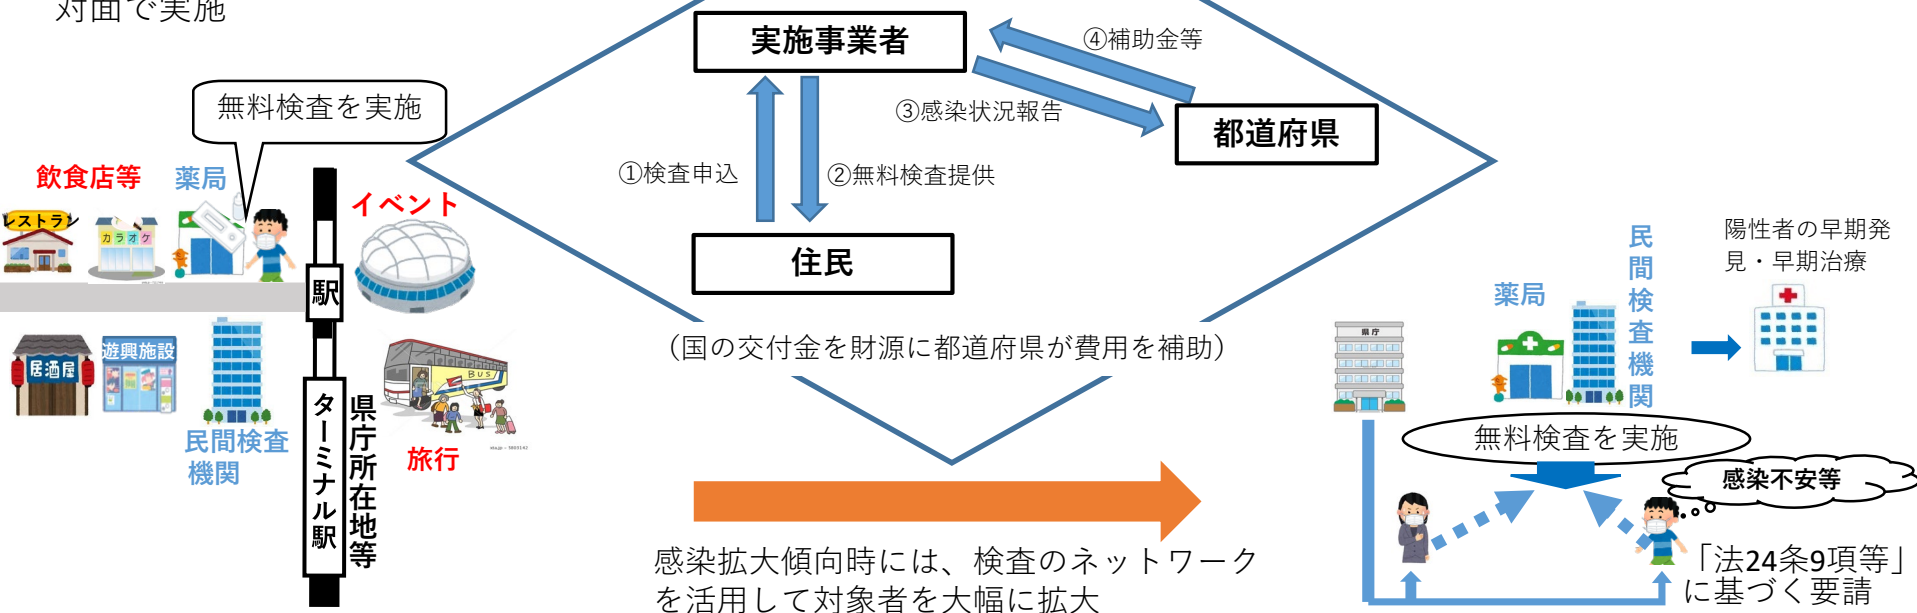 対面で実施
無料検査を実施
飲食店等
薬局
レストラン
カラオケ
イベント
駅
居酒屋
遊興施設
民間検査
機関
ターミナル駅
県庁所在地等
BUS
旅行
実施事業者
④補助金等
③感染状況報告
都道府県
①検査申込
②無料検査提供
住民
（国の交付金を財源に都道府県が費用を補助）
感染拡大傾向時には、検査のネットワーク
を活用して対象者を大幅に拡大
県庁
薬局
民間検査機関
陽性者の早期発
見・早期治療
無料検査を実施
感染不安等
「法24条9項等」
に基づく要請